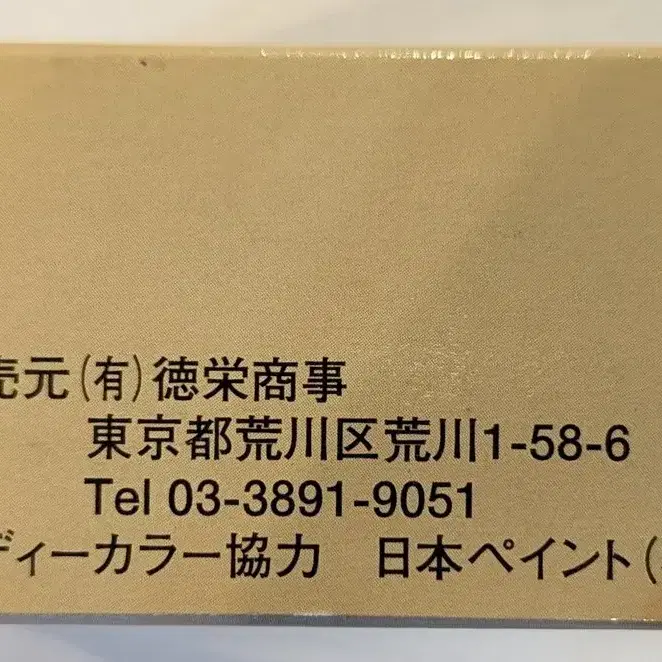 売元(有)徳栄商事
東京都荒川区荒川1-58-6
Tel 03-3891-9051
ディーカラー協力 日本ペイント(